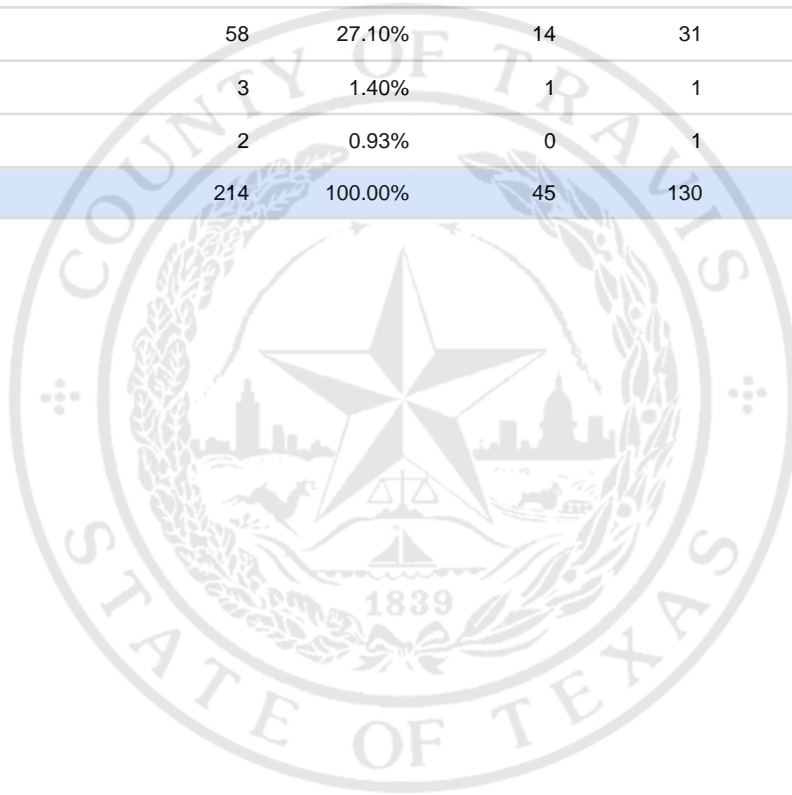 58 27.10% 14 31
3 1.40% 1 1
2 0.93% 0 1
214 100.00% 45 130
COUNTY OF TRAVIS
1839
STATE OF TEXAS